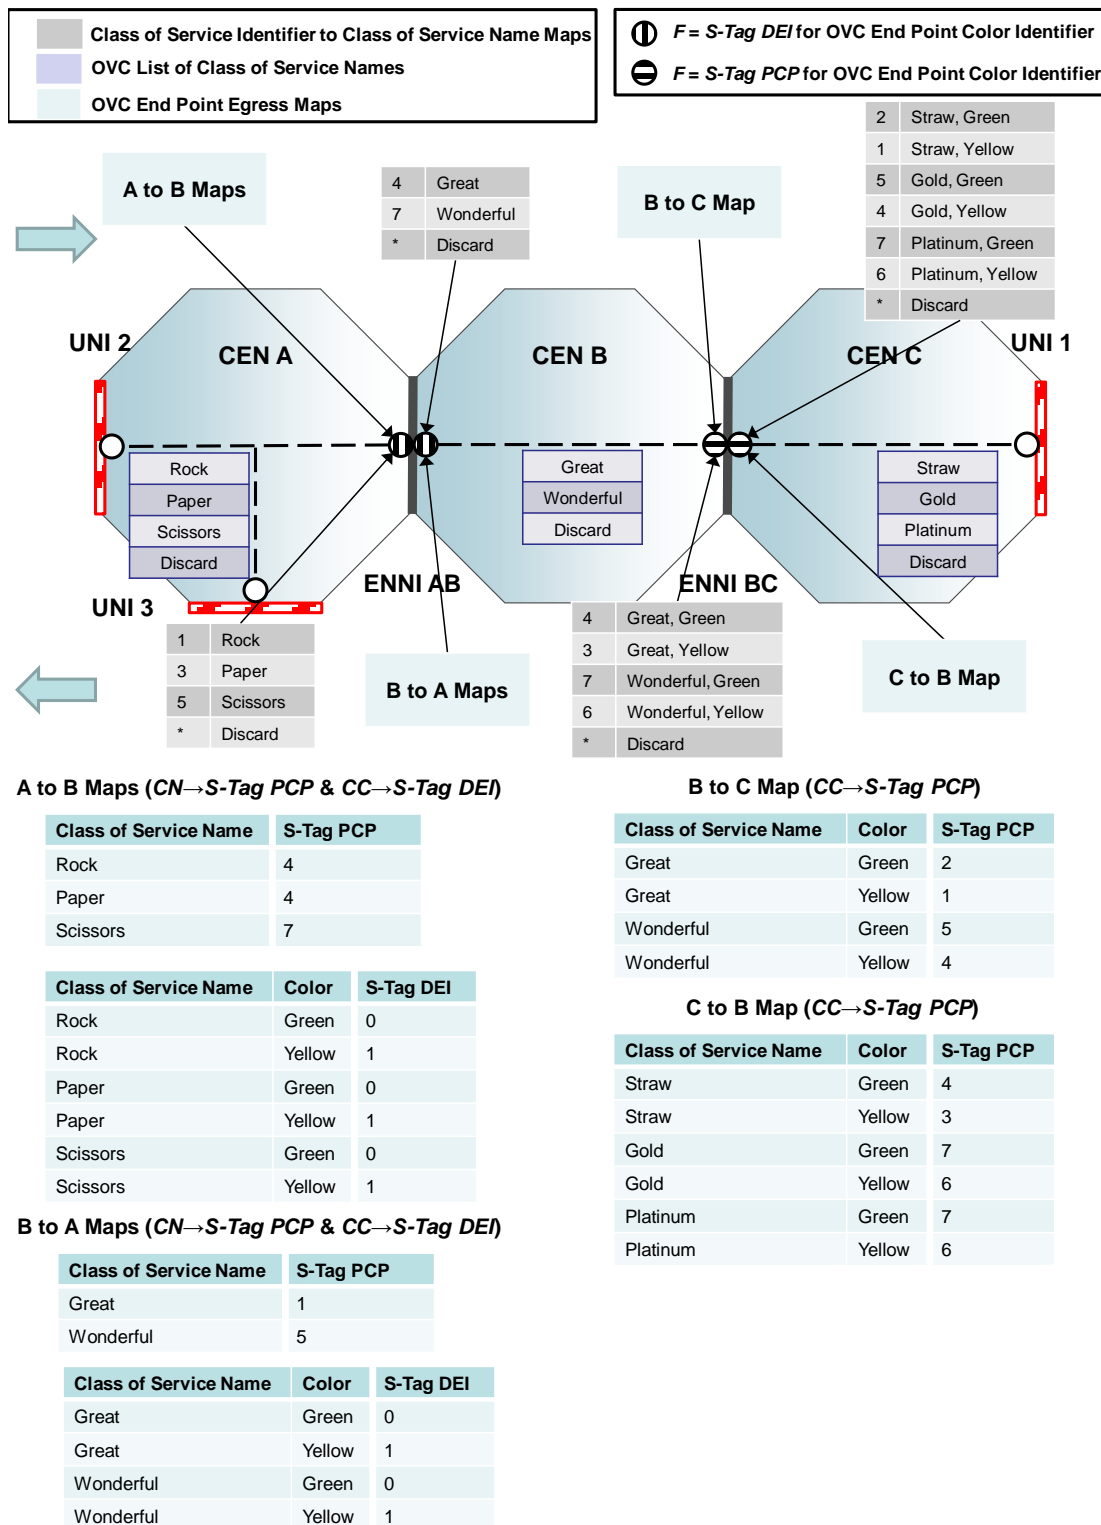 Class of Service Identifier to Class of Service Name Maps
OVC List of Class of Service Names
OVC End Point Egress Maps
F = S-Tag DEI for OVC End Point Color Identifier
F = S-Tag PCP for OVC End Point Color Identifier
2 Straw, Green
1 Straw, Yellow
5 Gold, Green
4 Gold, Yellow
7 Platinum, Green
6 Platinum, Yellow
* Discard
A to B Maps
4 Great
7 Wonderful
* Discard
B to C Map
UNI 2
CEN A
CEN B
CEN C
UNI 1
Rock
Paper
Scissors
Discard
Great
Wonderful
Discard
Straw
Gold
Platinum
Discard
UNI 3
ENNI AB
ENNI BC
1 Rock
3 Paper
5 Scissors
* Discard
B to A Maps
4 Great, Green
3 Great, Yellow
7 Wonderful, Green
6 Wonderful, Yellow
* Discard
C to B Map
A to B Maps (CN→S-Tag PCP & CC→S-Tag DEI)
Class of Service Name S-Tag PCP
Rock 4
Paper 4
Scissors 7
Class of Service Name Color S-Tag DEI
Rock Green 0
Rock Yellow 1
Paper Green 0
Paper Yellow 1
Scissors Green 0
Scissors Yellow 1
B to A Maps (CN→S-Tag PCP & CC→S-Tag DEI)
Class of Service Name S-Tag PCP
Great 1
Wonderful 5
Class of Service Name Color S-Tag DEI
Great Green 0
Great Yellow 1
Wonderful Green 0
Wonderful Yellow 1
B to C Map (CC→S-Tag PCP)
Class of Service Name Color S-Tag PCP
Great Green 2
Great Yellow 1
Wonderful Green 5
Wonderful Yellow 4
C to B Map (CC→S-Tag PCP)
Class of Service Name Color S-Tag PCP
Straw Green 4
Straw Yellow 3
Gold Green 7
Gold Yellow 6
Platinum Green 7
Platinum Yellow 6